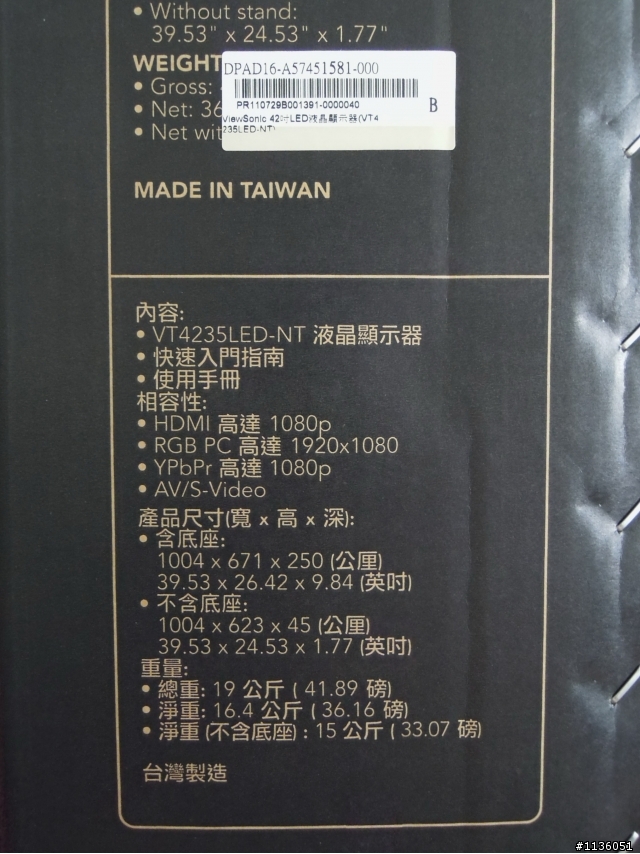 • Without stand:
39.53" x 24.53" x 1.77"
WEIGHT
• Gross:
• Net: 36
• Net wit
DPAD16-A57451581-000
PR110729B001391-0000040
B
ViewSonic 42吋LED液晶顯示器(VT4
235LED-NT)
MADE IN TAIWAN
內容:
• VT4235LED-NT 液晶顯示器
• 快速入門指南
• 使用手冊
相容性:
• HDMI 高達 1080p
• RGB PC 高達 1920x1080
• YPbPr 高達 1080p
• AV/S-Video
產品尺寸(寬 x 高 x 深):
• 含底座:
1004 x 671 x 250 (公厘)
39.53 x 26.42 x 9.84 (英吋)
• 不含底座:
1004 x 623 x 45 (公厘)
39.53 x 24.53 x 1.77 (英吋)
重量:
• 總重: 19 公斤 ( 41.89 磅)
• 淨重: 16.4 公斤 ( 36.16 磅)
• 淨重 (不含底座) : 15 公斤 ( 33.07 磅)
台灣製造
#1136051